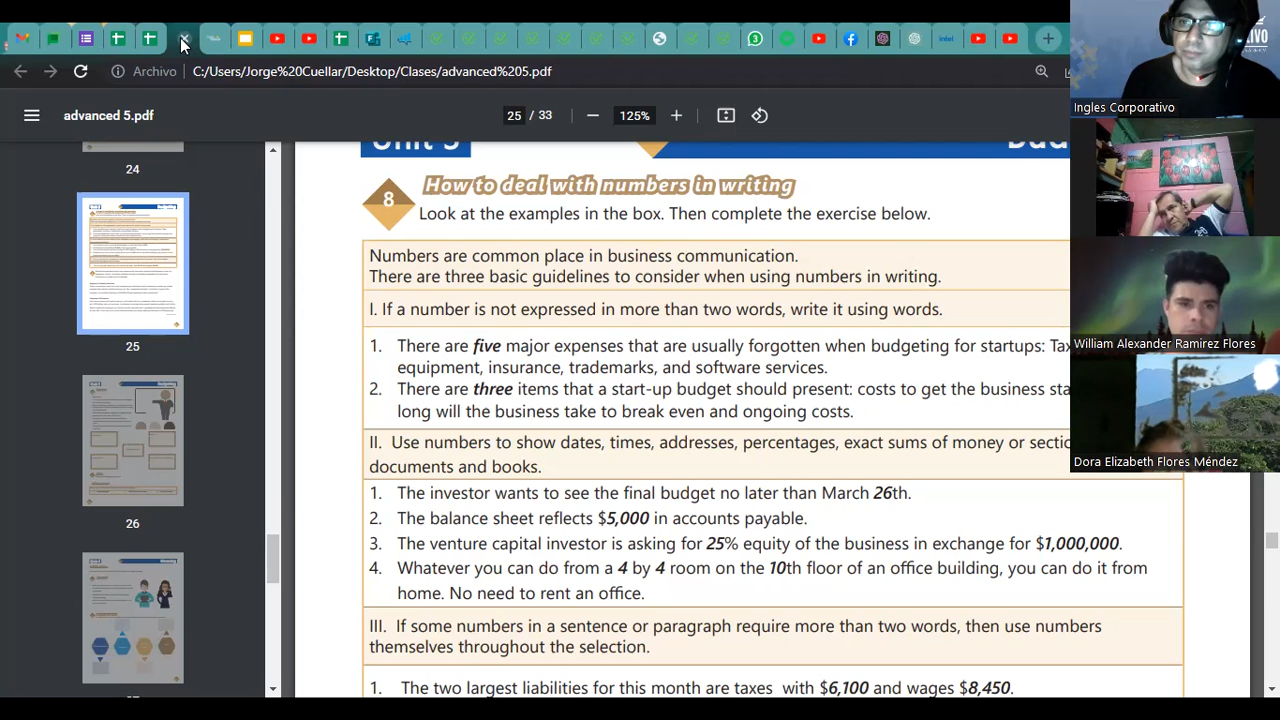 3
Archivo
C:/Users/Jorge%20Cuellar/Desktop/Clases/advanced%205.pdf
Ingles Corporativo
advanced 5.pdf
25 / 33
125%
24
25
26
8
How to deal with numbers in writing
Look at the examples in the box. Then complete the exercise below.
Numbers are common place in business communication.
There are three basic guidelines to consider when using numbers in writing.
I. If a number is not expressed in more than two words, write it using words.
1. There are five major expenses that are usually forgotten when budgeting for startups: Tax
equipment, insurance, trademarks, and software services.
2. There are three items that a start-up budget should present: costs to get the business sta
long will the business take to break even and ongoing costs.
II. Use numbers to show dates, times, addresses, percentages, exact sums of money or sectio
documents and books.
1. The investor wants to see the final budget no later than March 26th.
2. The balance sheet reflects $5,000 in accounts payable.
3. The venture capital investor is asking for 25% equity of the business in exchange for $1,000,000.
4. Whatever you can do from a 4 by 4 room on the 10th floor of an office building, you can do it from
home. No need to rent an office.
III. If some numbers in a sentence or paragraph require more than two words, then use numbers
themselves throughout the selection.
1. The two largest liabilities for this month are taxes with $6,100 and wages $8,450.
William Alexander Ramirez Flores
Dora Elizabeth Flores Méndez